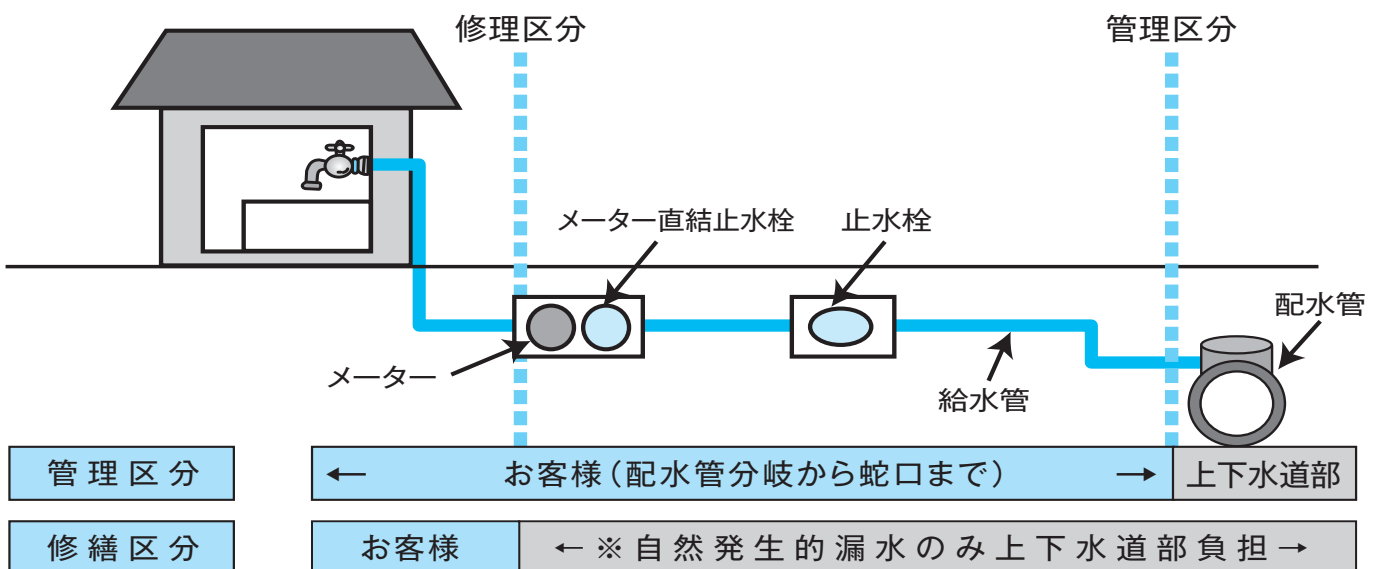 修理区分
管理区分
メーター直結止水栓
止水栓
配水管
メーター
給水管
管理区分
← お客様（配水管分岐から蛇口まで） →
上下水道部
修繕区分
お客様
←※自然発生的漏水のみ上下水道部負担→